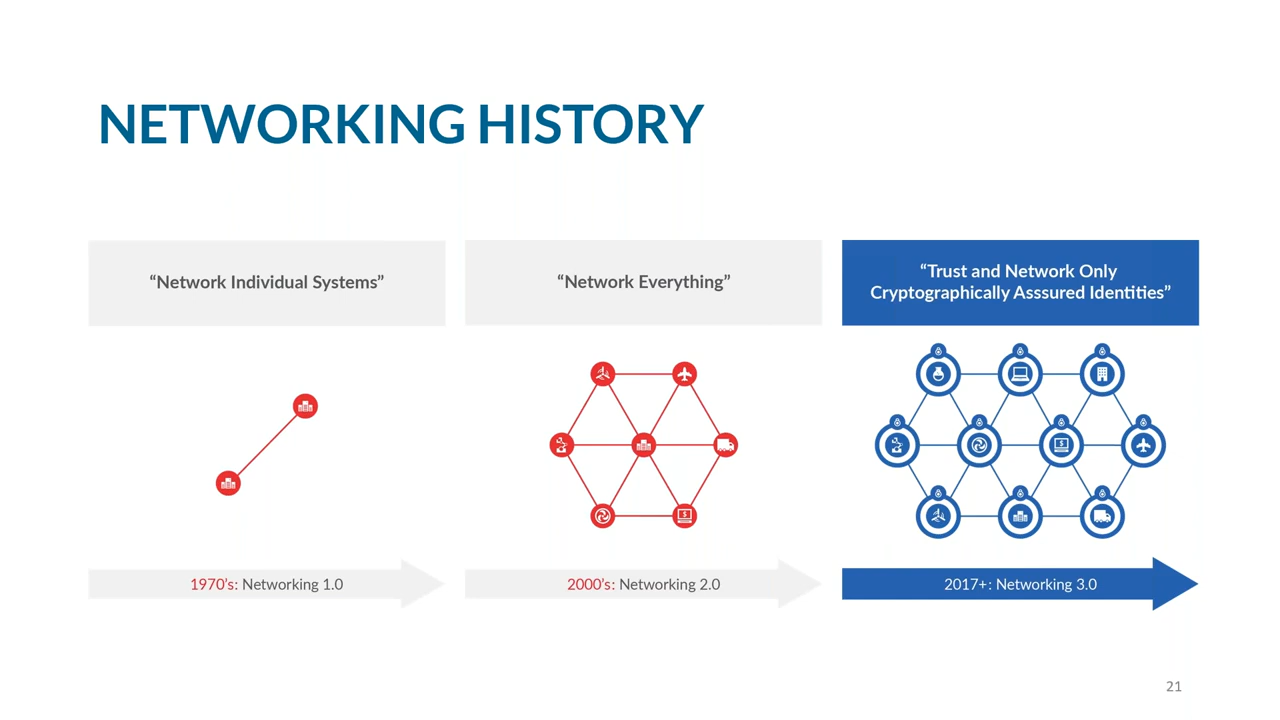 NETWORKING HISTORY
“Network Individual Systems”
“Network Everything”
“Trust and Network Only
Cryptographically Asssured Identities”
1970’s: Networking 1.0
2000’s: Networking 2.0
2017+: Networking 3.0
21